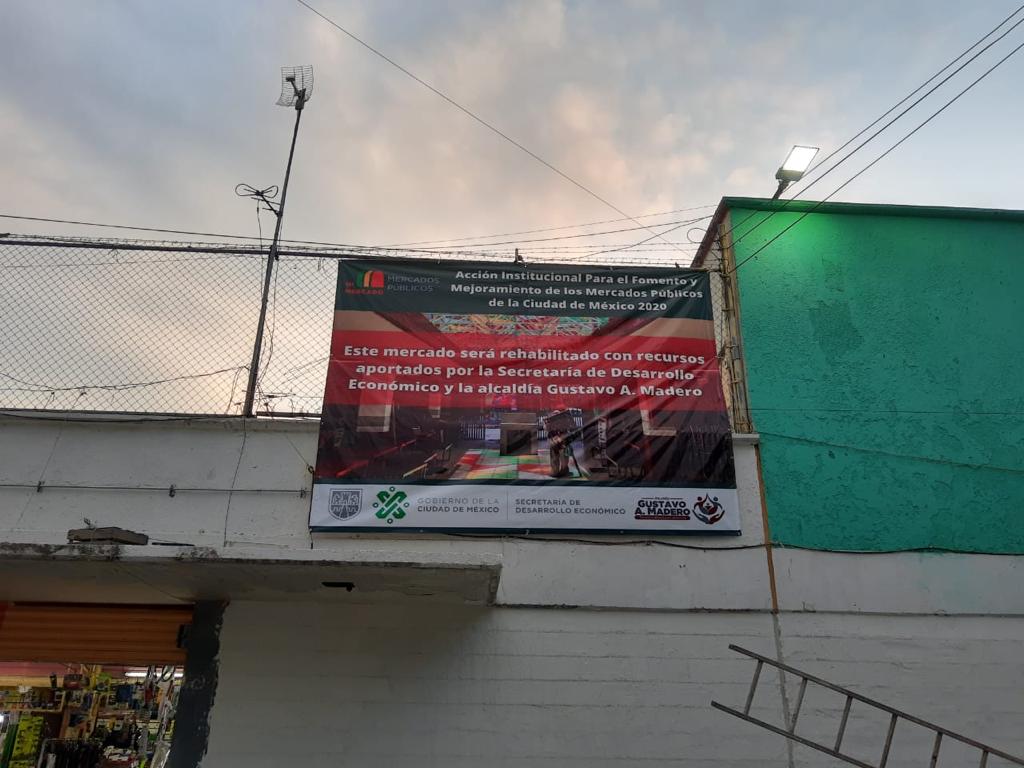 MERCADO
MERCADOS
PÚBLICOS
Acción Institucional Para el Fomento y
Mejoramiento de los Mercados Públicos
de la Ciudad de México 2020
Este mercado será rehabilitado con recursos
aportados por la Secretaría de Desarrollo
Económico y la alcaldía Gustavo A. Madero
GOBIERNO DE LA
CIUDAD DE MÉXICO
SECRETARÍA DE
DESARROLLO ECONÓMICO
GUSTAVO
A. MADERO